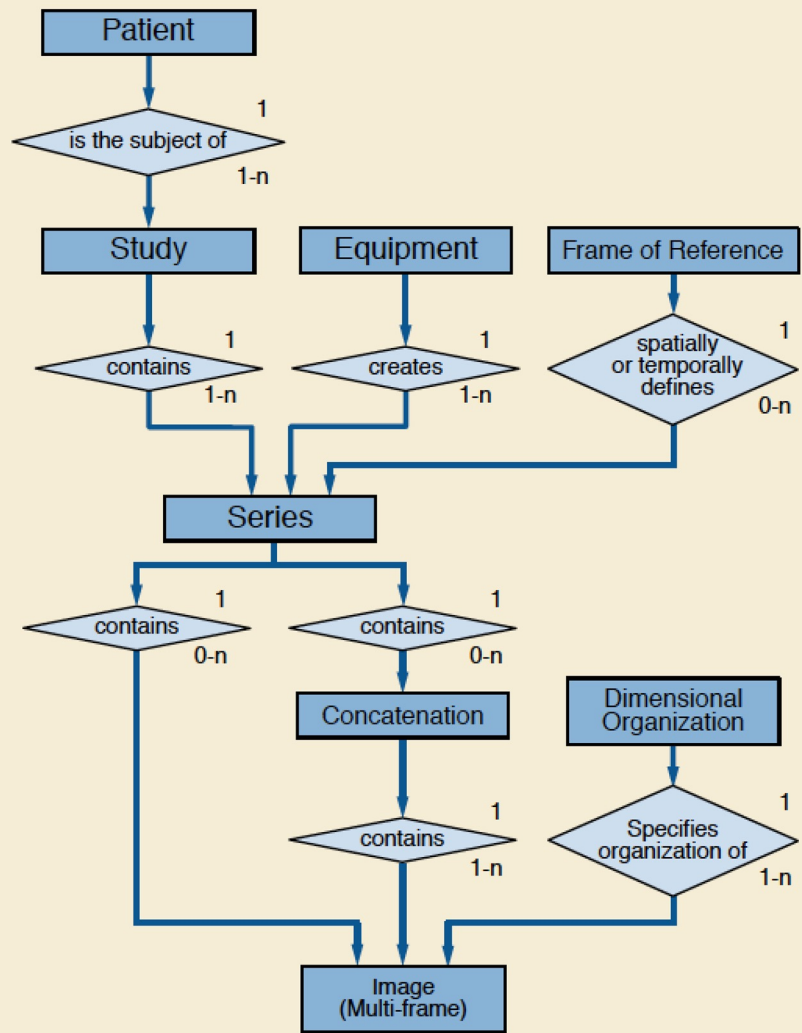 Patient
1
is the subject of
1-n
Study
Equipment
Frame of Reference
1
contains
1-n
1
creates
1-n
1
spatially
or temporally
defines
0-n
Series
1
contains
0-n
1
contains
0-n
Concatenation
Dimensional
Organization
1
contains
1-n
1
Specifies
organization of
1-n
Image
(Multi-frame)